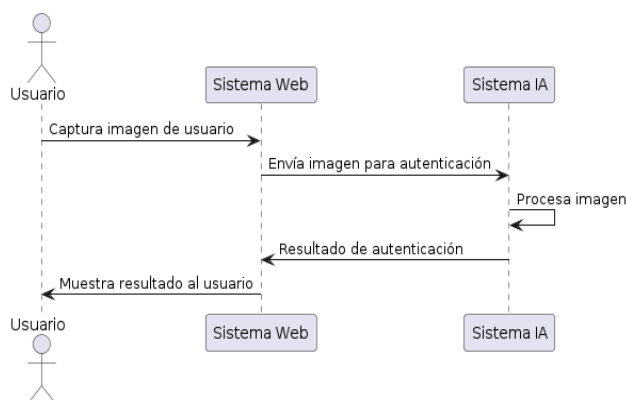 Usuario
Sistema Web
Sistema IA
Captura imagen de usuario
Envía imagen para autenticación
Procesa imagen
Resultado de autenticación
Muestra resultado al usuario
Usuario
Sistema Web
Sistema IA